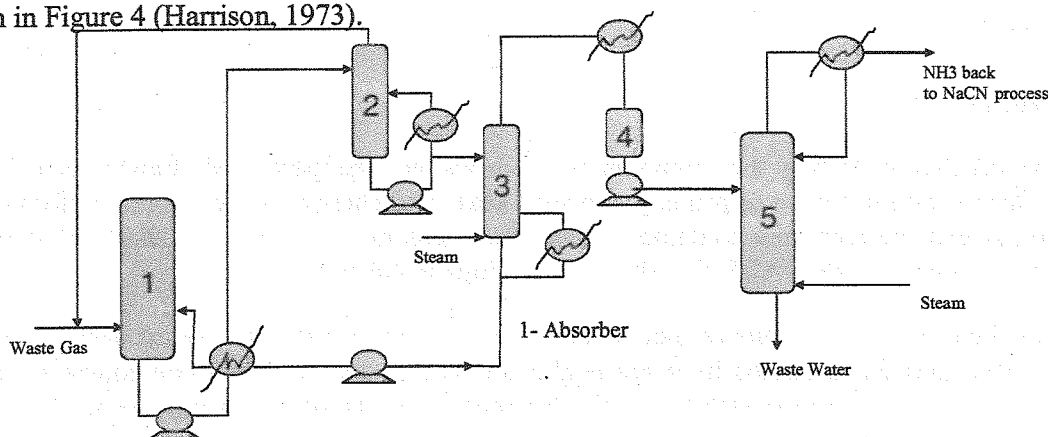 n in Figure 4 (Harrison, 1973).
2
NH3 back
to NaCN process
4
3
5
1
Steam
Steam
1- Absorber
Waste Gas
Waste Water